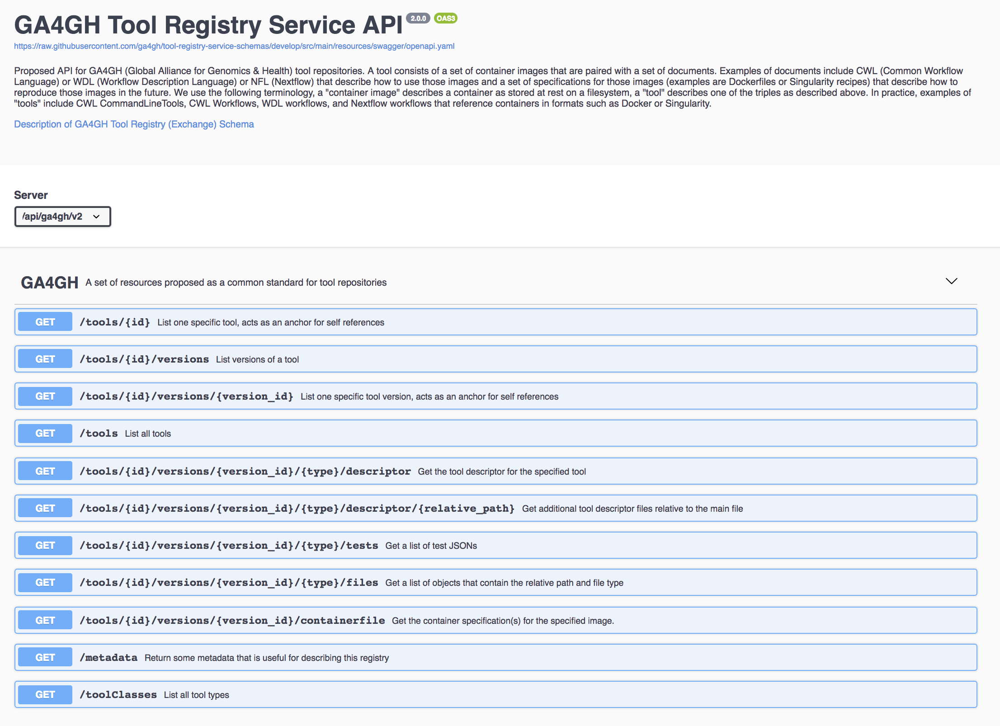 GA4GH Tool Registry Service API 2.0.0 OAS3
https://raw.githubusercontent.com/ga4gh/tool-registry-service-schemas/develop/src/main/resources/swagger/openapi.yaml
Proposed API for GA4GH (Global Alliance for Genomics & Health) tool repositories. A tool consists of a set of container images that are paired with a set of documents. Examples of documents include CWL (Common Workflow
Language) or WDL (Workflow Description Language) or NFL (Nextflow) that describe how to use those images and a set of specifications for those images (examples are Dockerfiles or Singularity recipes) that describe how to
reproduce those images in the future. We use the following terminology, a "container image" describes a container as stored at rest on a filesystem, a "tool" describes one of the triples as described above. In practice, examples of
"tools" include CWL CommandLineTools, CWL Workflows, WDL workflows, and Nextflow workflows that reference containers in formats such as Docker or Singularity.
Description of GA4GH Tool Registry (Exchange) Schema
Server
/api/ga4gh/v2
GA4GH A set of resources proposed as a common standard for tool repositories
GET /tools/{id} List one specific tool, acts as an anchor for self references
GET /tools/{id}/versions List versions of a tool
GET /tools/{id}/versions/{version_id} List one specific tool version, acts as an anchor for self references
GET /tools List all tools
GET /tools/{id}/versions/{version_id}/{type}/descriptor Get the tool descriptor for the specified tool
GET /tools/{id}/versions/{version_id}/{type}/descriptor/{relative_path} Get additional tool descriptor files relative to the main file
GET /tools/{id}/versions/{version_id}/{type}/tests Get a list of test JSONs
GET /tools/{id}/versions/{version_id}/{type}/files Get a list of objects that contain the relative path and file type
GET /tools/{id}/versions/{version_id}/containerfile Get the container specification(s) for the specified image.
GET /metadata Return some metadata that is useful for describing this registry
GET /toolClasses List all tool types